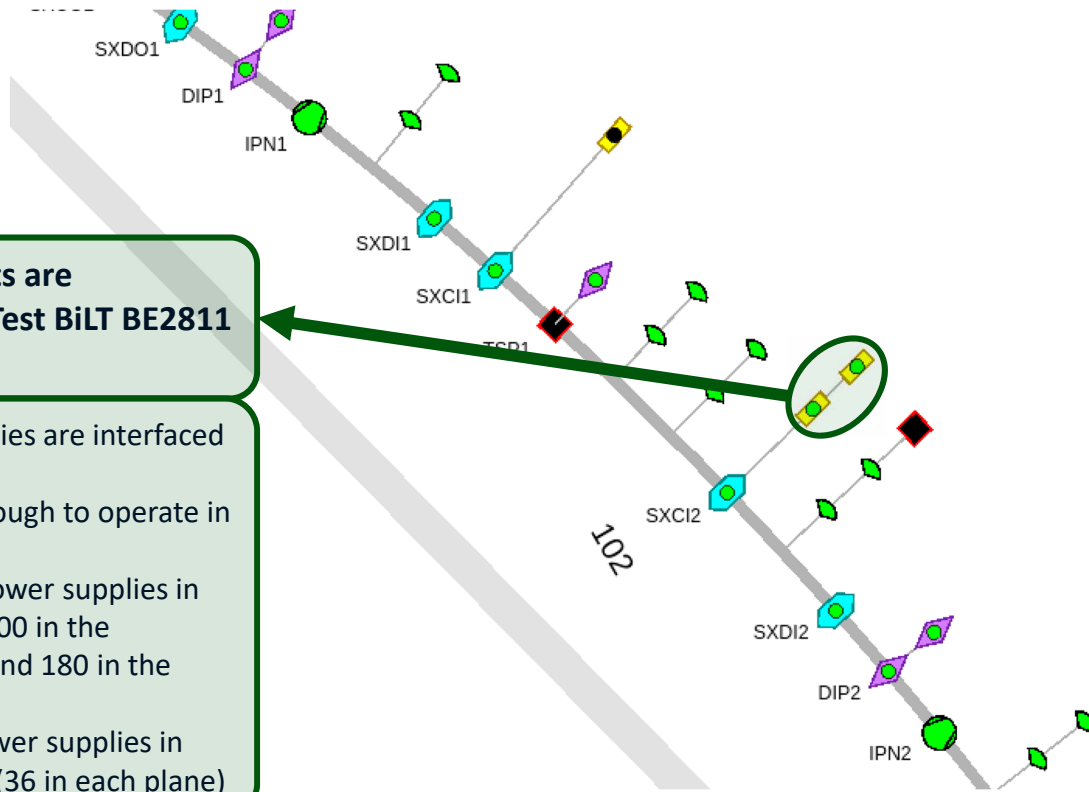 SXDO1
DIP1
IPN1
SXDI1
SXCI1
ts are
Test BiLT BE2811
TSP1
ies are interfaced
ough to operate in
ower supplies in
00 in the
nd 180 in the
wer supplies in
(36 in each plane)
SXCI2
102
SXDI2
DIP2
IPN2